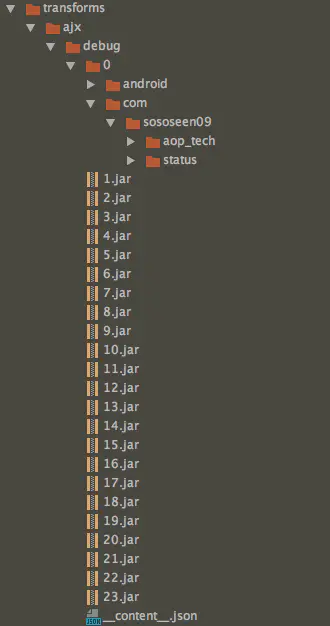 transforms
ajx
debug
0
android
com
sososeen09
aop_tech
status
1.jar
2.jar
3.jar
4.jar
5.jar
6.jar
7.jar
8.jar
9.jar
10.jar
11.jar
12.jar
13.jar
14.jar
15.jar
16.jar
17.jar
18.jar
19.jar
20.jar
21.jar
22.jar
23.jar
JSON __content__.json